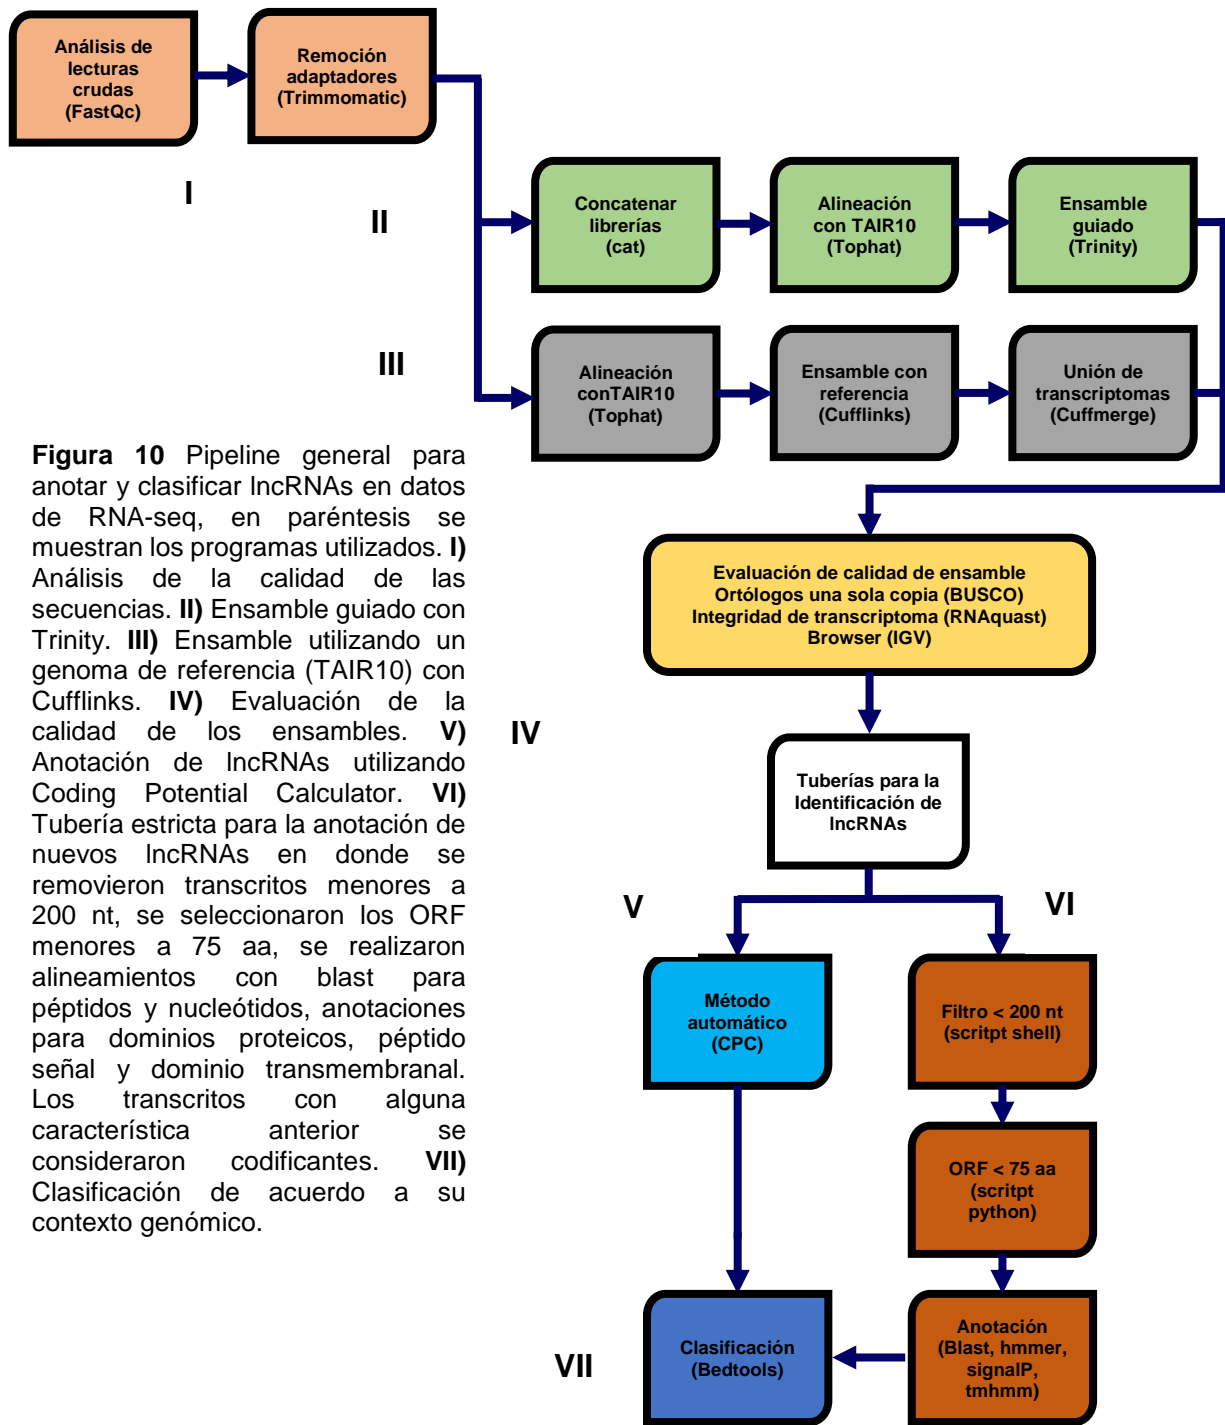 Análisis de
lecturas
crudas
(FastQc)
Remoción
adaptadores
(Trimmomatic)
I
II
Concatenar
librerías
(cat)
Alineación
con TAIR10
(Tophat)
Ensamble
guiado
(Trinity)
III
Alineación
conTAIR10
(Tophat)
Ensamble con
referencia
(Cufflinks)
Unión de
transcriptomas
(Cuffmerge)
Figura 10 Pipeline general para
anotar y clasificar lncRNAs en datos
de RNA-seq, en paréntesis se
muestran los programas utilizados. I)
Análisis de la calidad de las
secuencias. II) Ensamble guiado con
Trinity. III) Ensamble utilizando un
genoma de referencia (TAIR10) con
Cufflinks. IV) Evaluación de la
calidad de los ensambles. V)
Anotación de lncRNAs utilizando
Coding Potential Calculator. VI)
Tubería estricta para la anotación de
nuevos lncRNAs en donde se
removieron transcritos menores a
200 nt, se seleccionaron los ORF
menores a 75 aa, se realizaron
alineamientos con blast para
péptidos y nucleótidos, anotaciones
para dominios proteicos, péptido
señal y dominio transmembranal.
Los transcritos con alguna
característica anterior se
consideraron codificantes. VII)
Clasificación de acuerdo a su
contexto genómico.
Evaluación de calidad de ensamble
Ortólogos una sola copia (BUSCO)
Integridad de transcriptoma (RNAquast)
Browser (IGV)
IV
Tuberías para la
Identificación de
lncRNAs
V
VI
Método
automático
(CPC)
Filtro < 200 nt
(scritpt shell)
ORF < 75 aa
(scritpt
python)
VII
Clasificación
(Bedtools)
Anotación
(Blast, hmmer,
signalP,
tmhmm)